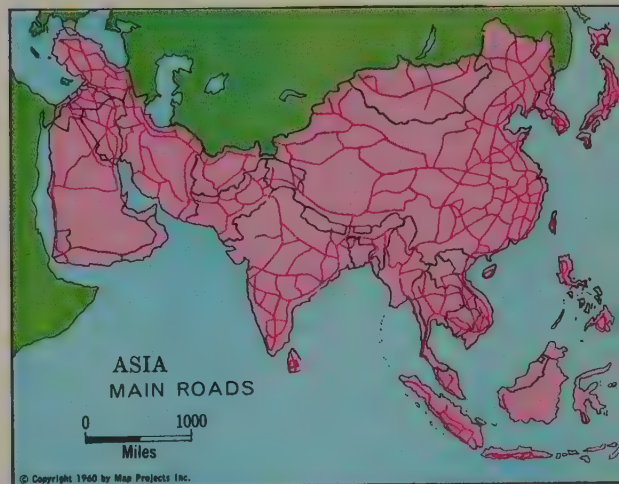 ASIA
MAIN ROADS
0 1000
Miles
© Copyright 1960 by Map Projects Inc.